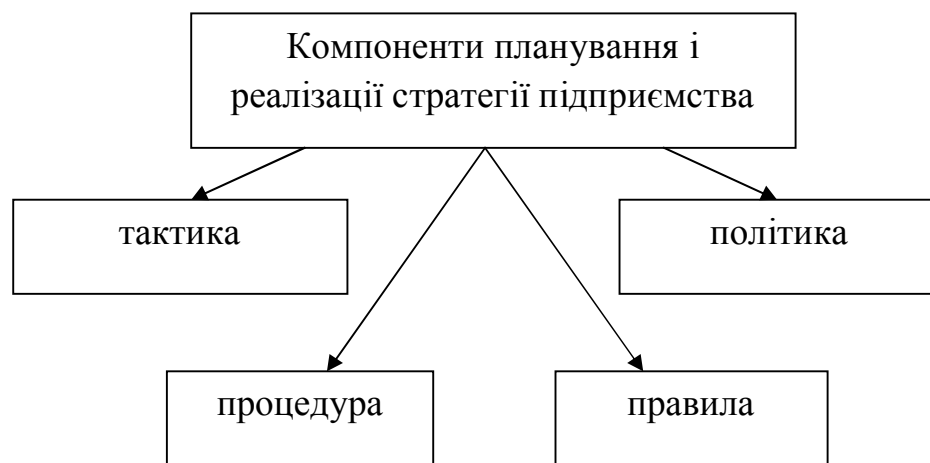 Компоненти планування і
реалізації стратегії підприємства
тактика
політика
процедура
правила